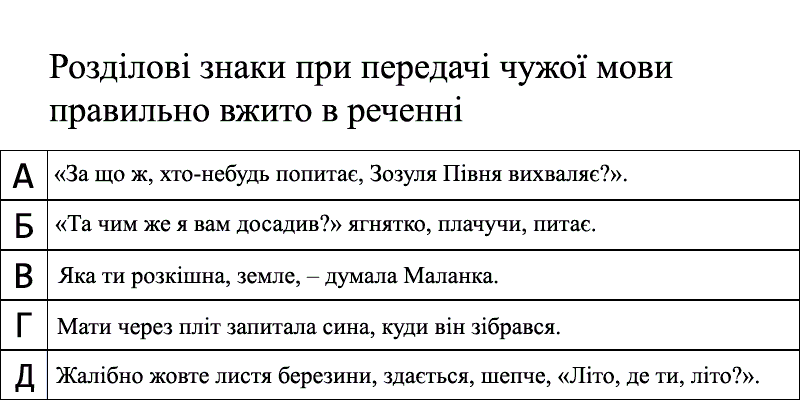 Розділові знаки при передачі чужої мови
правильно вжито в реченні
А «За що ж, хто-небудь попитає, Зозуля Півня вихваляє?».
Б «Та чим же я вам досадив?» ягнятко, плачучи, питає.
В Яка ти розкішна, земле, – думала Маланка.
Г Мати через пліт запитала сина, куди він зібрався.
Д Жалібно жовте листя березини, здається, шепче, «Літо, де ти, літо?».